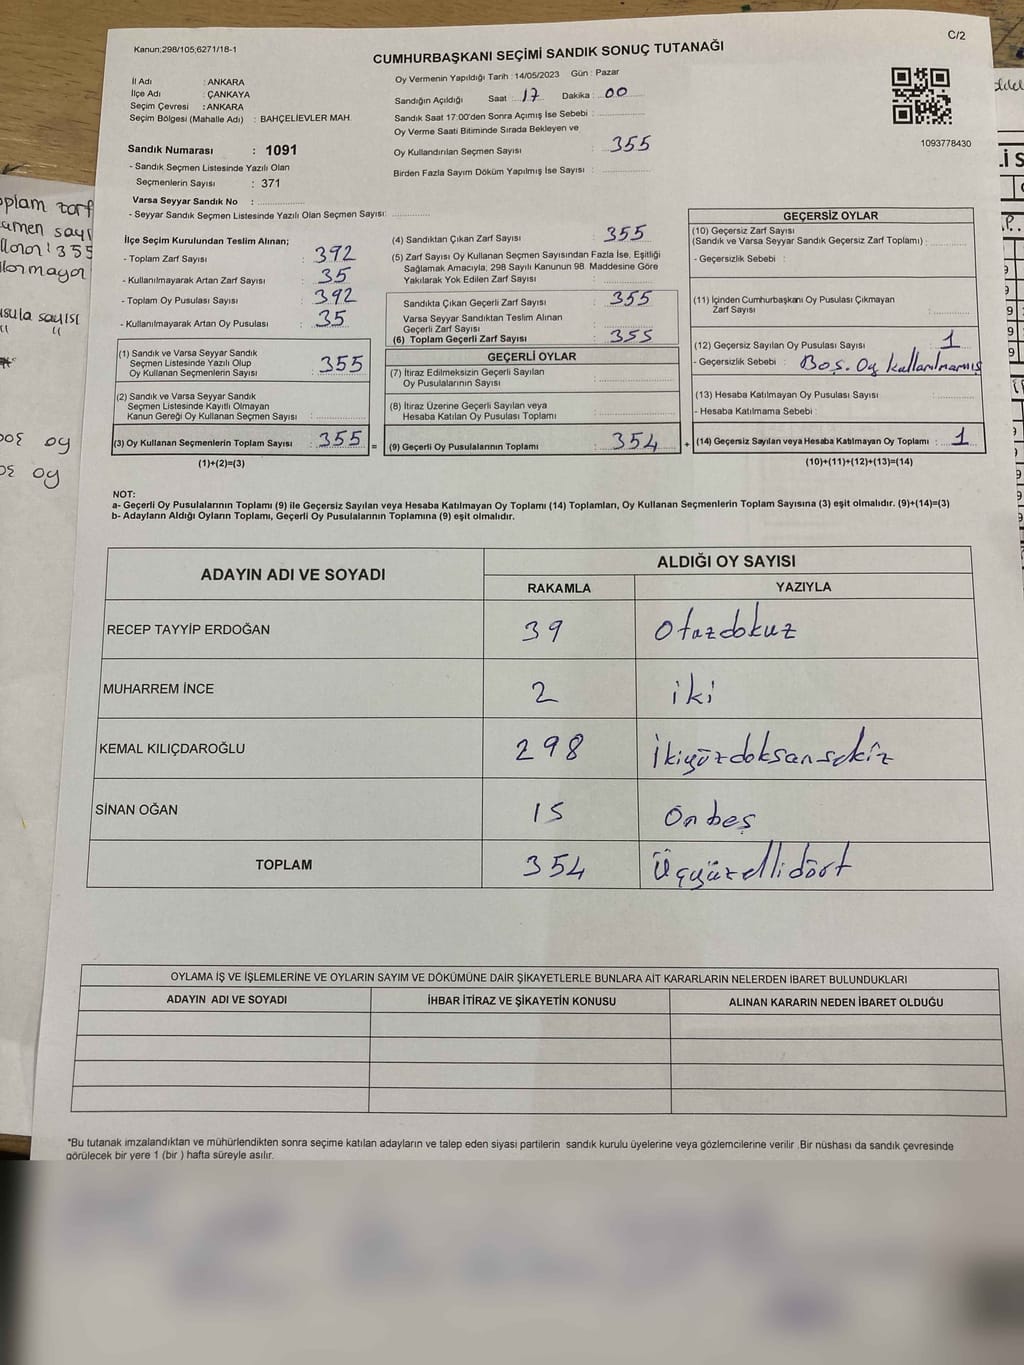 Kanun;298/105;6271/18-1
C/2
CUMHURBAŞKANI SEÇİMİ SANDIK SONUÇ TUTANAĞI
İl Adı : ANKARA
İlçe Adı : ÇANKAYA
Seçim Çevresi : ANKARA
Seçim Bölgesi (Mahalle Adı) : BAHÇELİEVLER MAH.
Sandık Numarası : 1091
- Sandık Seçmen Listesinde Yazılı Olan
Seçmenlerin Sayısı : 371
Varsa Seyyar Sandık No :
- Seyyar Sandık Seçmen Listesinde Yazılı Olan Seçmen Sayısı:
Oy Vermenin Yapıldığı Tarih : 14/05/2023 Gün : Pazar
Sandığın Açıldığı Saat : 17 Dakika : 00
Sandık Saat 17:00'den Sonra Açımış İse Sebebi :
Oy Verme Saati Bitiminde Sırada Bekleyen ve
Oy Kullandırılan Seçmen Sayısı : 355
Birden Fazla Sayım Döküm Yapılmış İse Sayısı :
1093778430
İlçe Seçim Kurulundan Teslim Alınan;
- Toplam Zarf Sayısı : 392
- Kullanılmayarak Artan Zarf Sayısı : 35
- Toplam Oy Pusulası Sayısı : 392
- Kullanılmayarak Artan Oy Pusulası : 35
(1) Sandık ve Varsa Seyyar Sandık
Seçmen Listesinde Yazılı Olup
Oy Kullanan Seçmenlerin Sayısı : 355
(2) Sandık ve Varsa Seyyar Sandık
Seçmen Listesinde Kayıtlı Olmayan
Kanun Gereği Oy Kullanan Seçmen Sayısı :
(3) Oy Kullanan Seçmenlerin Toplam Sayısı : 355 =
(1)+(2)=(3)
(4) Sandıktan Çıkan Zarf Sayısı : 355
(5) Zarf Sayısı Oy Kullanan Seçmen Sayısından Fazla İse, Eşitliği
Sağlamak Amacıyla, 298 Sayılı Kanunun 98. Maddesine Göre
Yakılarak Yok Edilen Zarf Sayısı :
Sandıkta Çıkan Geçerli Zarf Sayısı : 355
Varsa Seyyar Sandıktan Teslim Alınan
Geçerli Zarf Sayısı :
(6) Toplam Geçerli Zarf Sayısı : 355
GEÇERLİ OYLAR
(7) İtiraz Edilmeksizin Geçerli Sayılan
Oy Pusulalarının Sayısı :
(8) İtiraz Üzerine Geçerli Sayılan veya
Hesaba Katılan Oy Pusulası Toplamı :
(9) Geçerli Oy Pusulalarının Toplamı : 354 +
GEÇERSİZ OYLAR
(10) Geçersiz Zarf Sayısı
(Sandık ve Varsa Seyyar Sandık Geçersiz Zarf Toplamı) :
- Geçersizlik Sebebi :
(11) İçinden Cumhurbaşkanı Oy Pusulası Çıkmayan
Zarf Sayısı :
(12) Geçersiz Sayılan Oy Pusulası Sayısı : 1
- Geçersizlik Sebebi : Boş. Oy kullanılmamış
(13) Hesaba Katılmayan Oy Pusulası Sayısı :
- Hesaba Katılmama Sebebi :
(14) Geçersiz Sayılan veya Hesaba Katılmayan Oy Toplamı : 1
(10)+(11)+(12)+(13)=(14)
NOT:
a- Geçerli Oy Pusulalarının Toplamı (9) ile Geçersiz Sayılan veya Hesaba Katılmayan Oy Toplamı (14) Toplamları, Oy Kullanan Seçmenlerin Toplam Sayısına (3) eşit olmalıdır. (9)+(14)=(3)
b- Adayların Aldığı Oyların Toplamı, Geçerli Oy Pusulalarının Toplamına (9) eşit olmalıdır.
ADAYIN ADI VE SOYADI ALDIĞI OY SAYISI
RAKAMLA YAZIYLA
RECEP TAYYİP ERDOĞAN 39 Otuzdokuz
MUHARREM İNCE 2 iki
KEMAL KILIÇDAROĞLU 298 İkiyüzdoksansekiz
SİNAN OĞAN 15 Onbeş
TOPLAM 354 Üçyüzellidört
OYLAMA İŞ VE İŞLEMLERİNE VE OYLARIN SAYIM VE DÖKÜMÜNE DAİR ŞİKAYETLERLE BUNLARA AİT KARARLARIN NELERDEN İBARET BULUNDUKLARI
ADAYIN ADI VE SOYADI İHBAR İTİRAZ VE ŞİKAYETİN KONUSU ALINAN KARARIN NEDEN İBARET OLDUĞU
*Bu tutanak imzalandıktan ve mühürlendikten sonra seçime katılan adayların ve talep eden siyasi partilerin sandık kurulu üyelerine veya gözlemcilerine verilir .Bir nüshası da sandık çevresinde
görülecek bir yere 1 (bir ) hafta süreyle asılır.